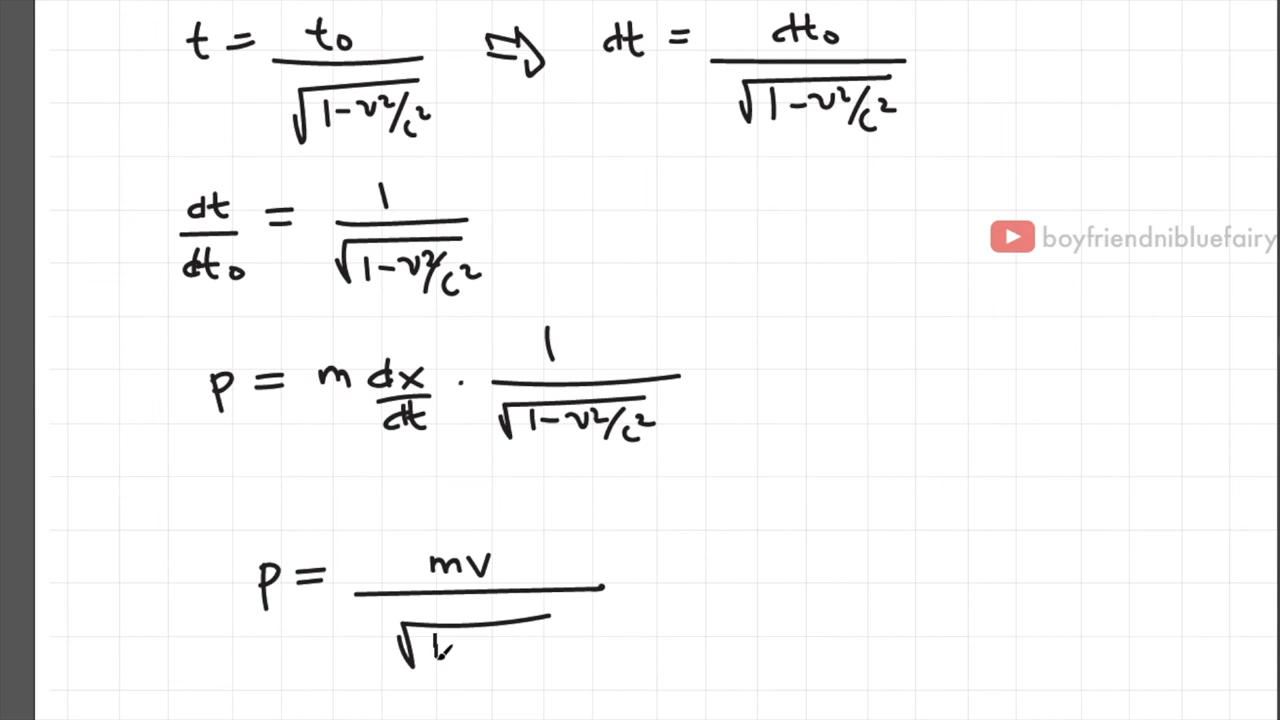 t = t₀ / √(1 - v²/c²) ⇒ dt = dt₀ / √(1 - v²/c²)
dt/dt₀ = 1 / √(1 - v²/c²)
boyfriendnibluefairy
p = m dx/dt · 1 / √(1 - v²/c²)
p = mv / √1